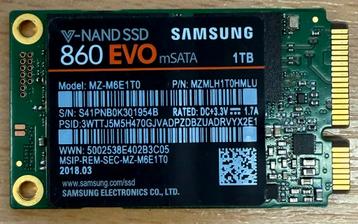 V-NAND SSD SAMSUNG
860 EVO mSATA 1TB
Model: MZ-M6E1T0 P/N: MZMLH1T0HMLU
S/N: S41PNB0K301954B RATED: DC+3.3V 1.7A
PSID:3WTTJ5M5H470GJVADPZDBZUADRVYX2E1
WWN: 5002538E402B3C05
MSIP-REM-SEC-MZ-M6E1T0
2018.03
www.samsung.com/ssd
SAMSUNG ELECTRONICS CO., LTD.